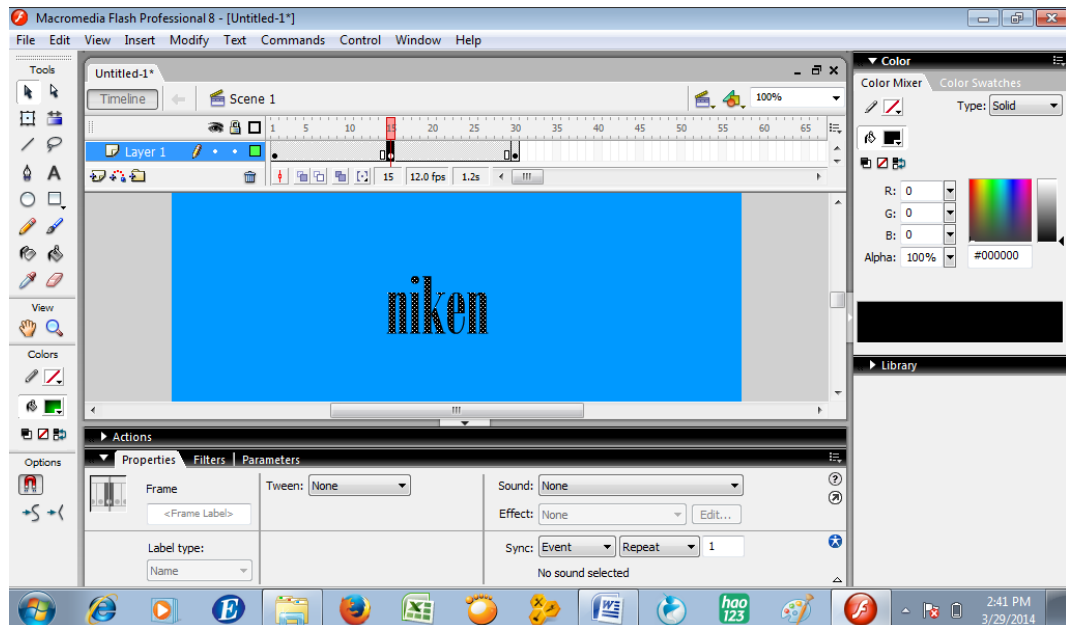 Macromedia Flash Professional 8 - [Untitled-1*]
File Edit View Insert Modify Text Commands Control Window Help
Tools
View
Colors
Options
Untitled-1*
Timeline
Scene 1
100%
1 5 10 15 20 25 30 35 40 45 50 55 60 65
Layer 1
15 12.0 fps 1.2s
niken
Actions
Properties Filters Parameters
Frame
<Frame Label>
Label type:
Name
Tween: None
Sound: None
Effect: None Edit...
Sync: Event Repeat 1
No sound selected
Color
Color Mixer Color Swatches
Type: Solid
R: 0
G: 0
B: 0
Alpha: 100% #000000
Library
hao
123
2:41 PM
3/29/2014